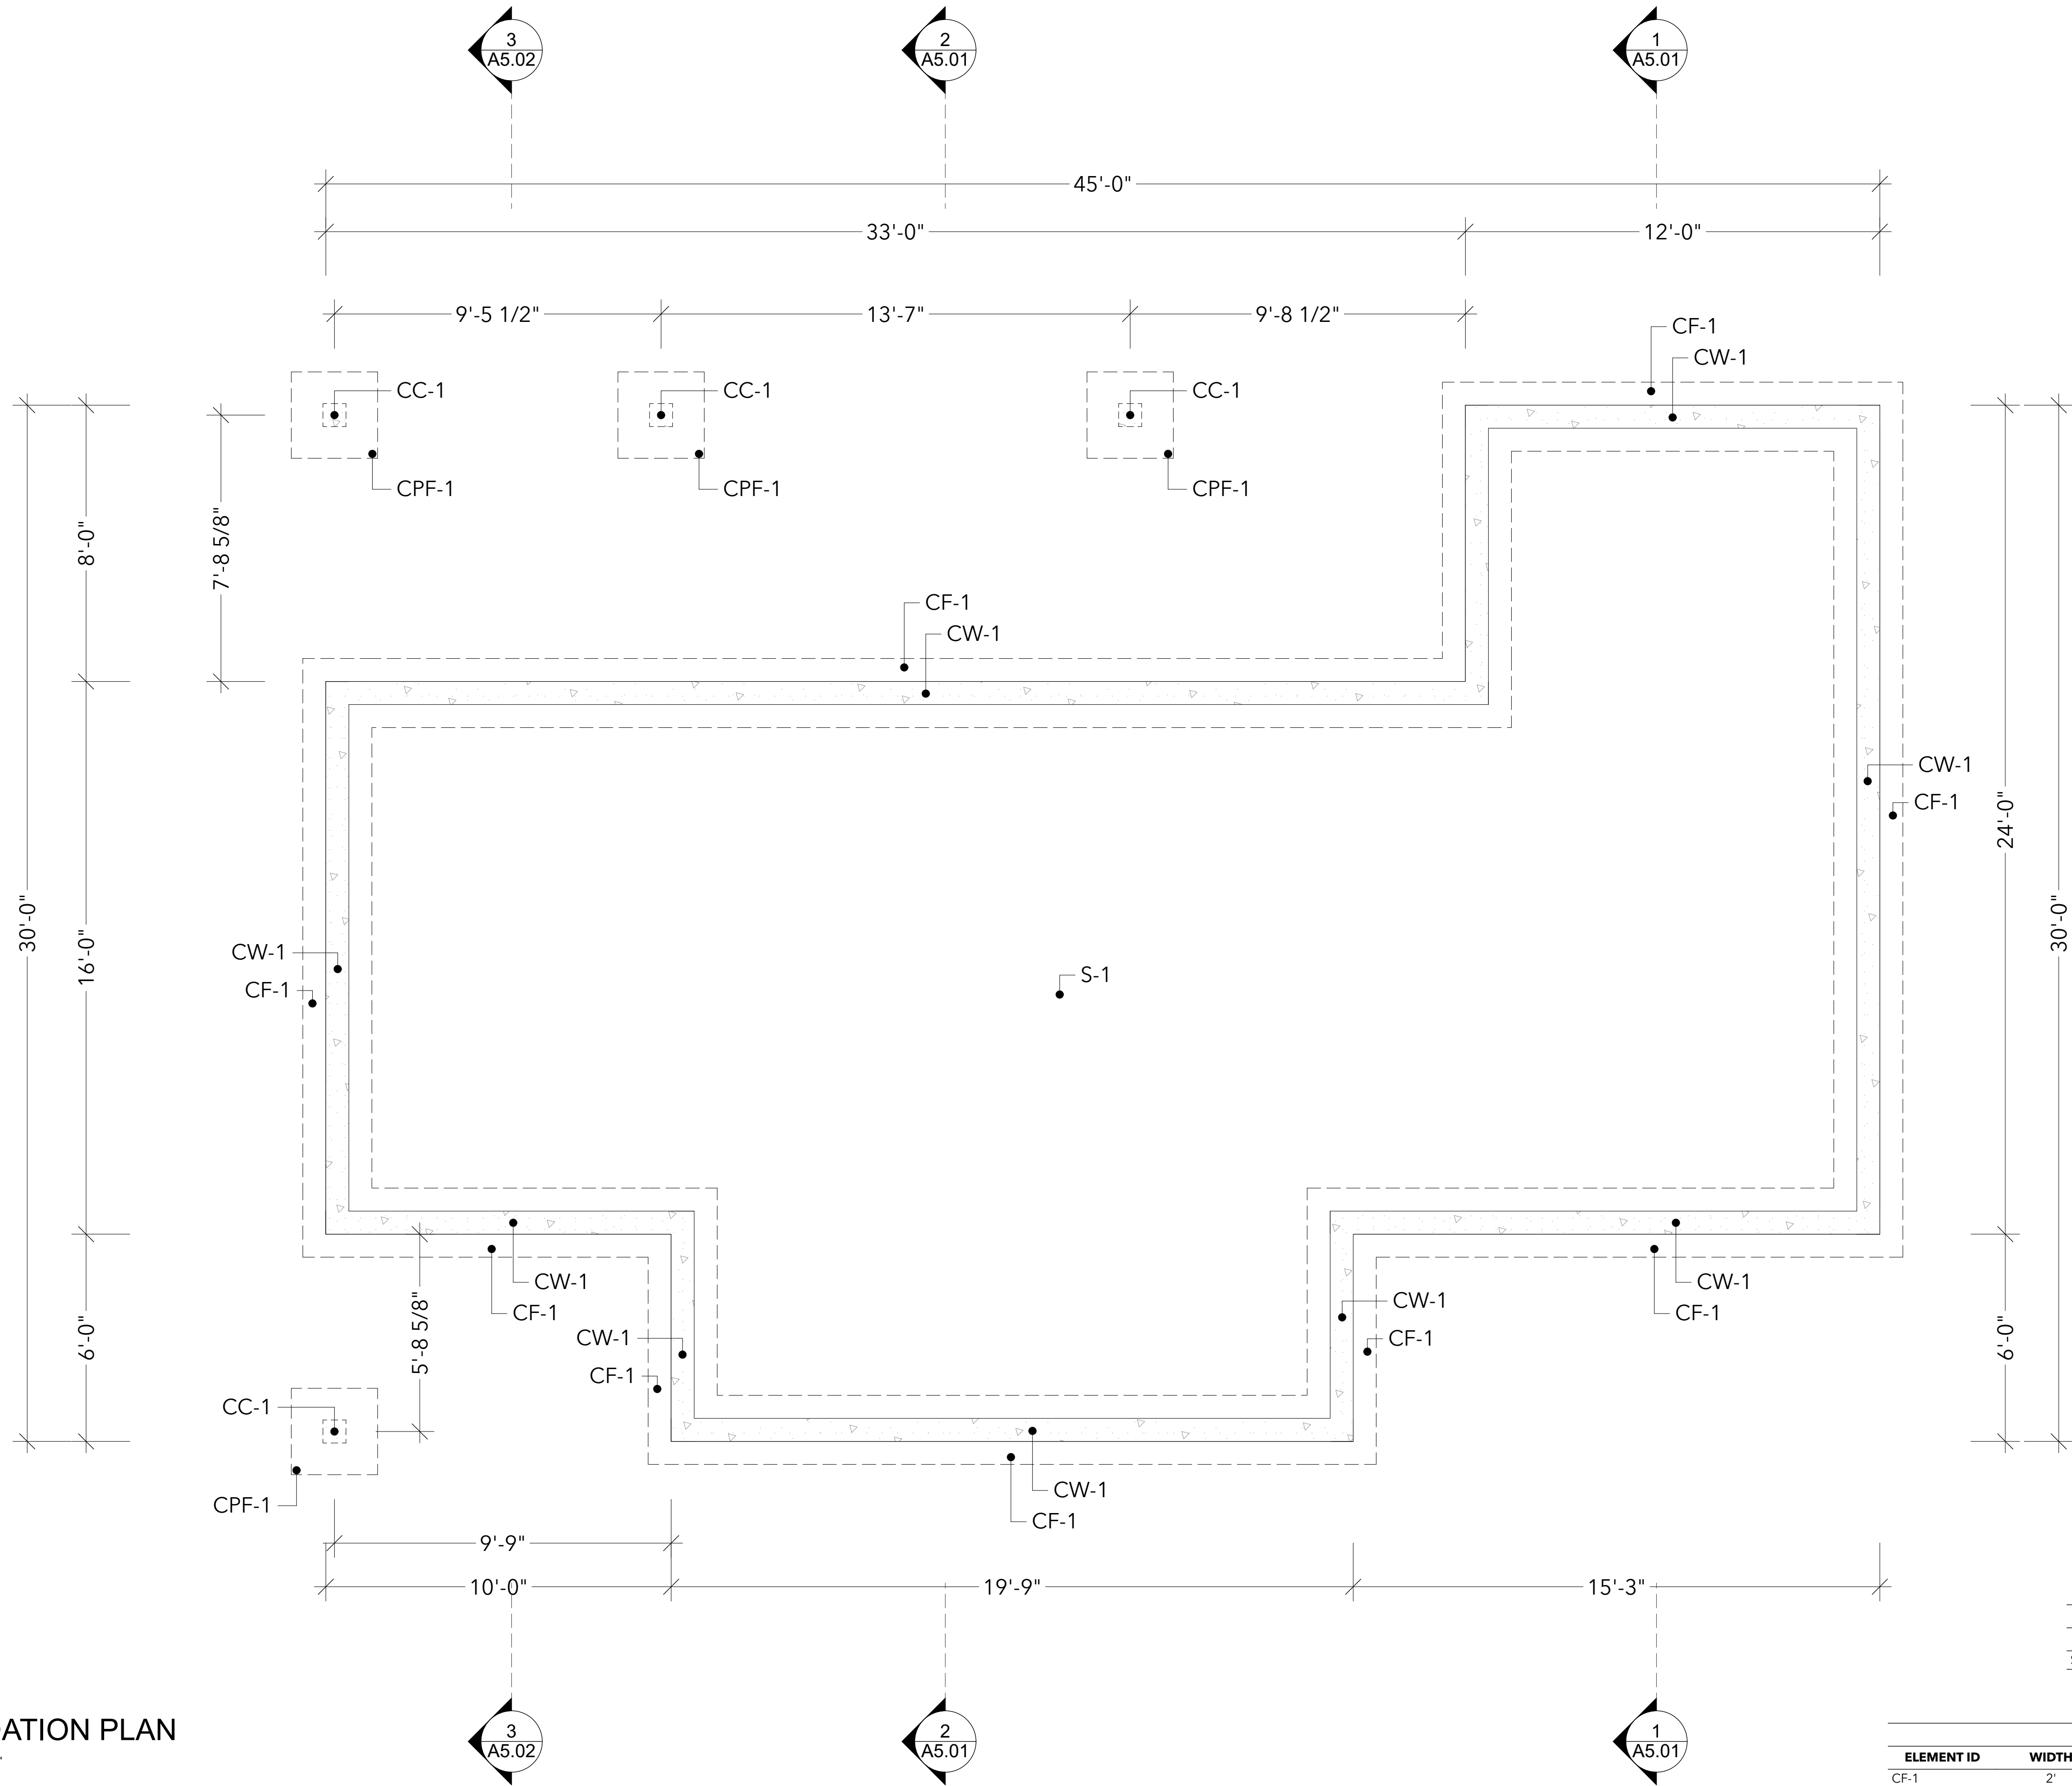 3
A5.02
2
A5.01
1
A5.01
45'-0"
33'-0"
12'-0"
9'-5 1/2"
13'-7"
9'-8 1/2"
CF-1
CW-1
CC-1
CC-1
CC-1
CPF-1
CPF-1
CPF-1
8'-0"
7'-8 5/8"
CF-1
CW-1
CW-1
CF-1
24'-0"
30'-0"
30'-0"
16'-0"
CW-1
CF-1
S-1
CW-1
CF-1
CW-1
CF-1
5'-8 5/8"
6'-0"
CW-1
CF-1
CW-1
CF-1
6'-0"
CC-1
CPF-1
CW-1
CF-1
9'-9"
10'-0"
19'-9"
15'-3"
3
A5.02
2
A5.01
1
A5.01
ATION PLAN
ELEMENT ID WIDTH
CF-1 2'